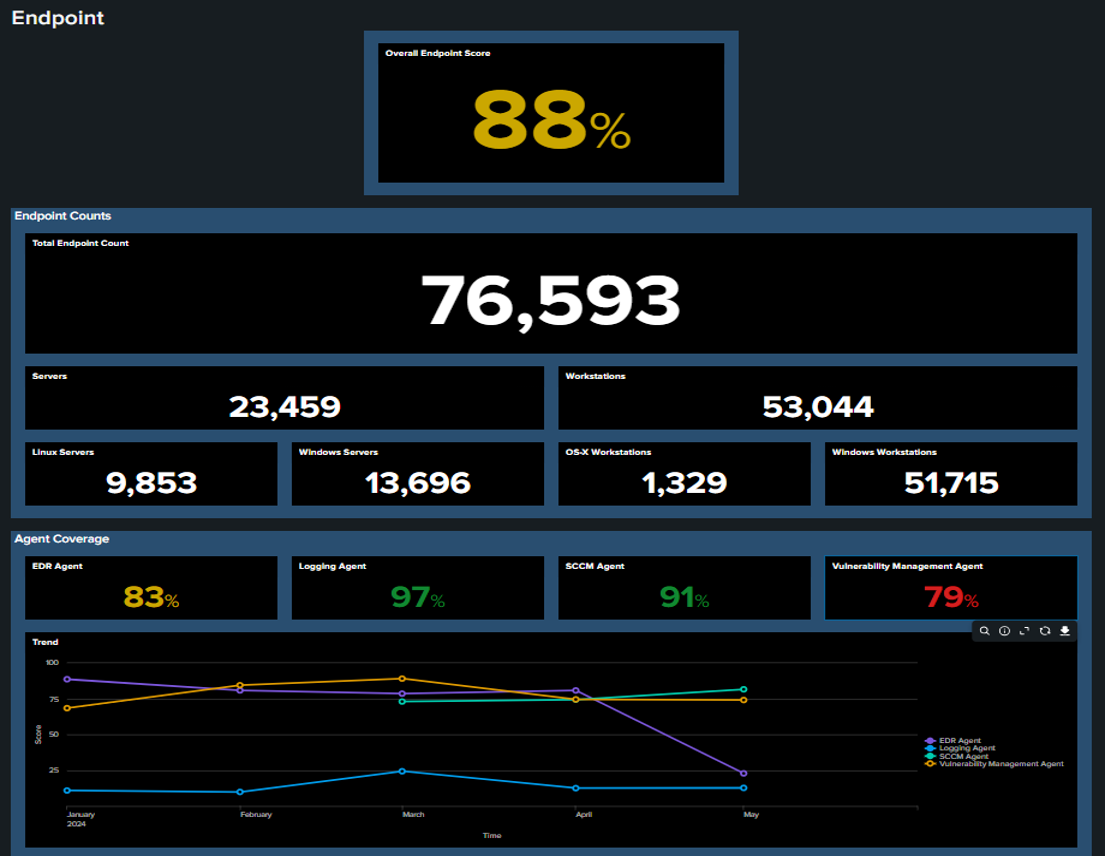 Endpoint
Overall Endpoint Score
88%
Endpoint Counts
Total Endpoint Count
76,593
Servers
23,459
Workstations
53,044
Linux Servers
9,853
Windows Servers
13,696
OS-X Workstations
1,329
Windows Workstations
51,715
Agent Coverage
EDR Agent
83%
Logging Agent
97%
SCCM Agent
91%
Vulnerability Management Agent
79%
Trend
100
75
50
25
Score
January
2024
February
March
April
May
Time
EDR Agent
Logging Agent
SCCM Agent
Vulnerability Management Agent